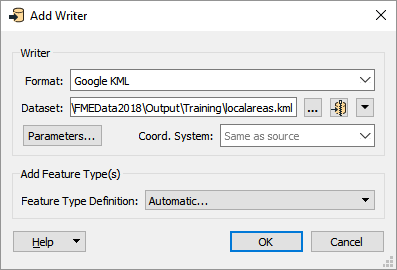 Add Writer
Writer
Format: Google KML
Dataset: \FMEData2018\Output\Training\localareas.kml ...
Parameters... Coord. System: Same as source
Add Feature Type(s)
Feature Type Definition: Automatic...
Help OK Cancel